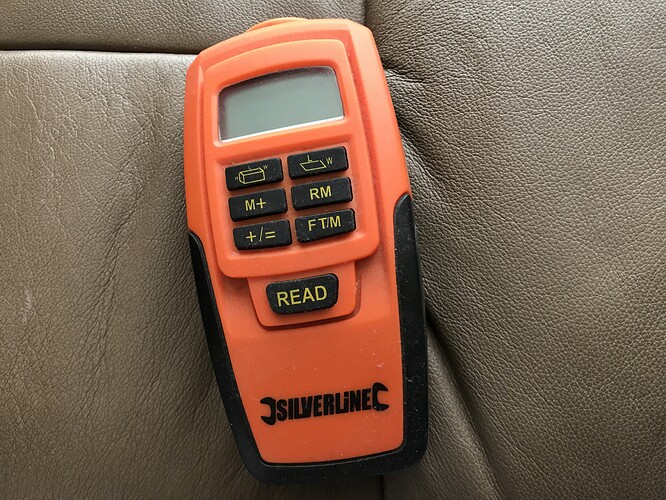 H L W L W
M+ RM
+/= FT/M
READ
SILVERLINE